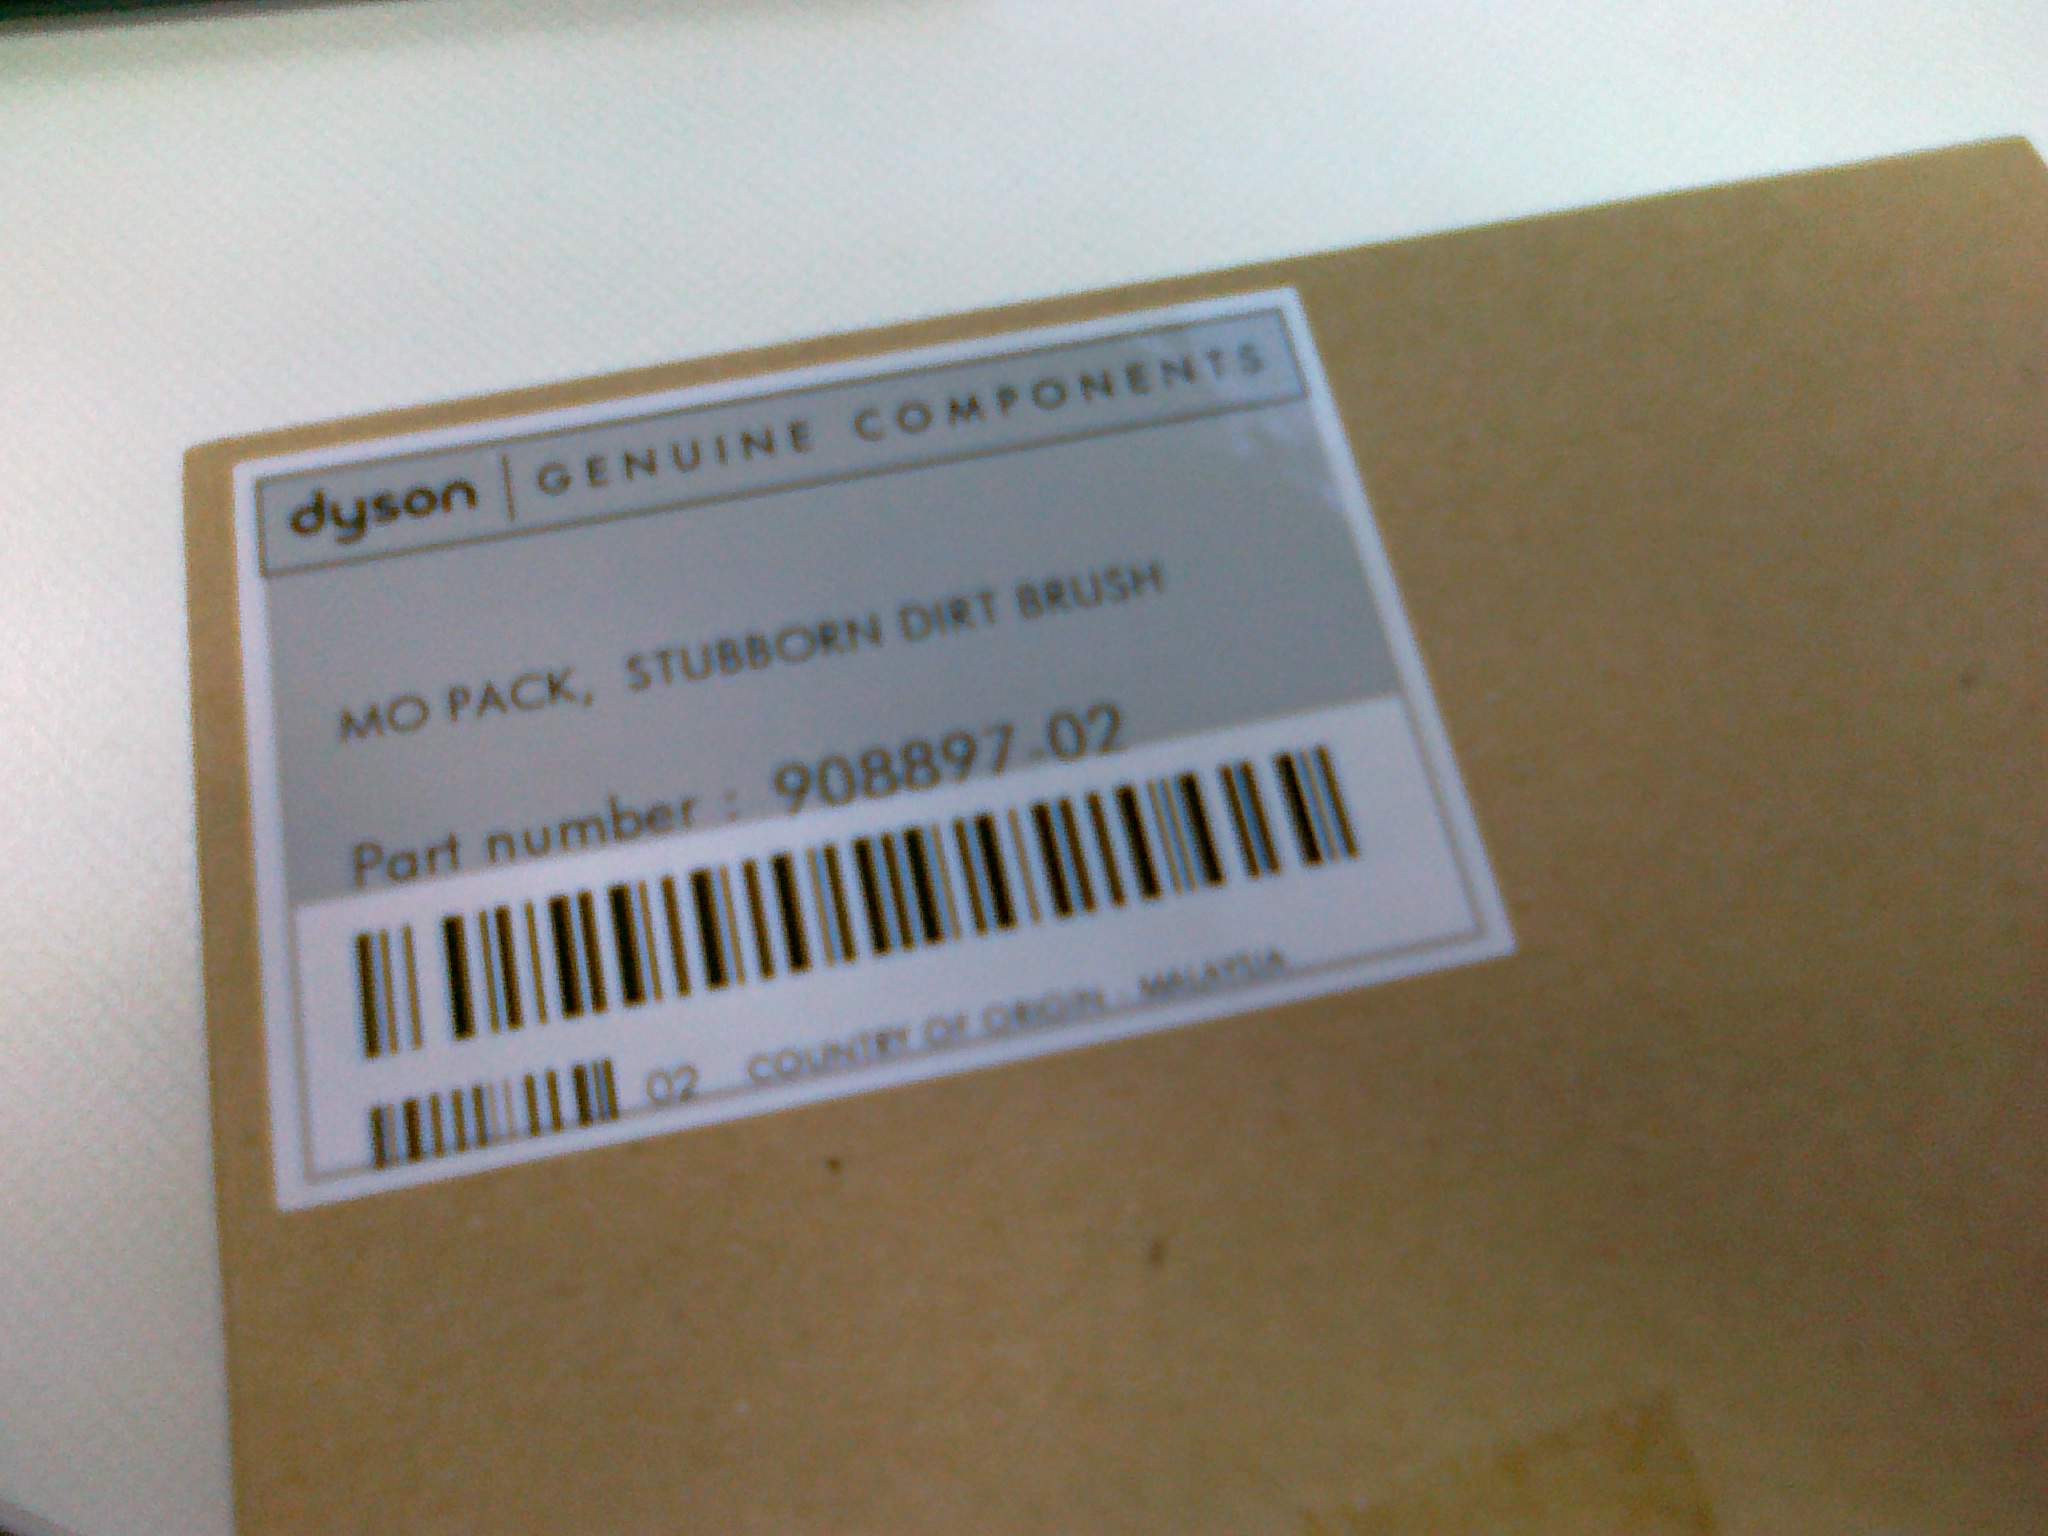 dyson | GENUINE COMPONENTS
MO PACK, STUBBORN DIRT BRUSH
Part number : 908897-02
02 COUNTRY OF ORIGIN - MALAYSIA